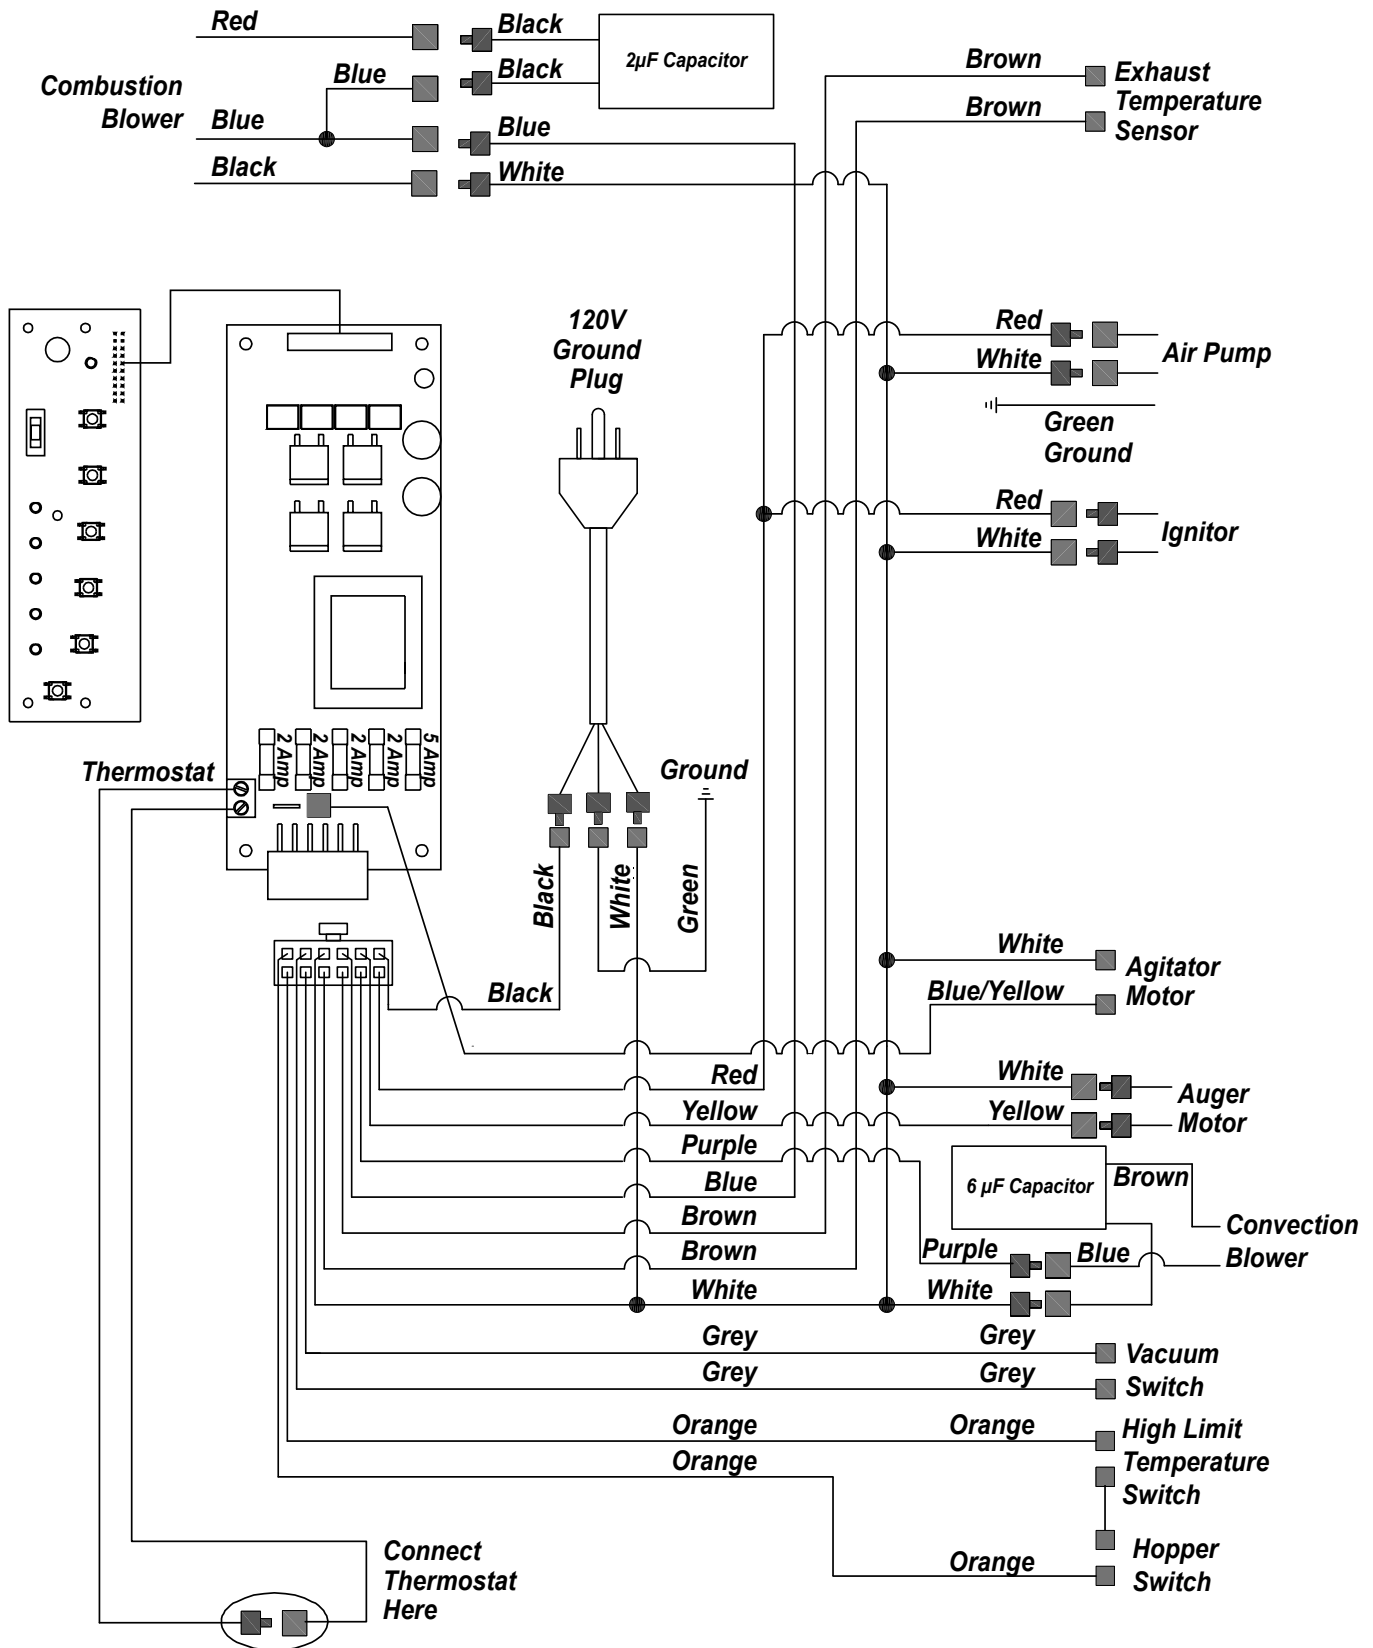 Red
Black
2µF Capacitor
Combustion
Blower
Blue
Black
Blue
Blue
Black
White
Brown
Exhaust
Temperature
Sensor
Brown
120V
Ground
Plug
Red
White
Air Pump
Green
Ground
Red
White
Ignitor
2 Amp
2 Amp
2 Amp
2 Amp
5 Amp
Thermostat
Ground
Black
White
Green
Black
White
Agitator
Motor
Blue/Yellow
Red
White
Auger
Motor
Yellow
Yellow
Purple
6 µF Capacitor
Brown
Blue
Convection
Blower
Brown
Purple
Blue
Brown
White
White
Grey
Grey
Vacuum
Switch
Grey
Grey
Orange
Orange
High Limit
Temperature
Switch
Orange
Orange
Hopper
Switch
Connect
Thermostat
Here